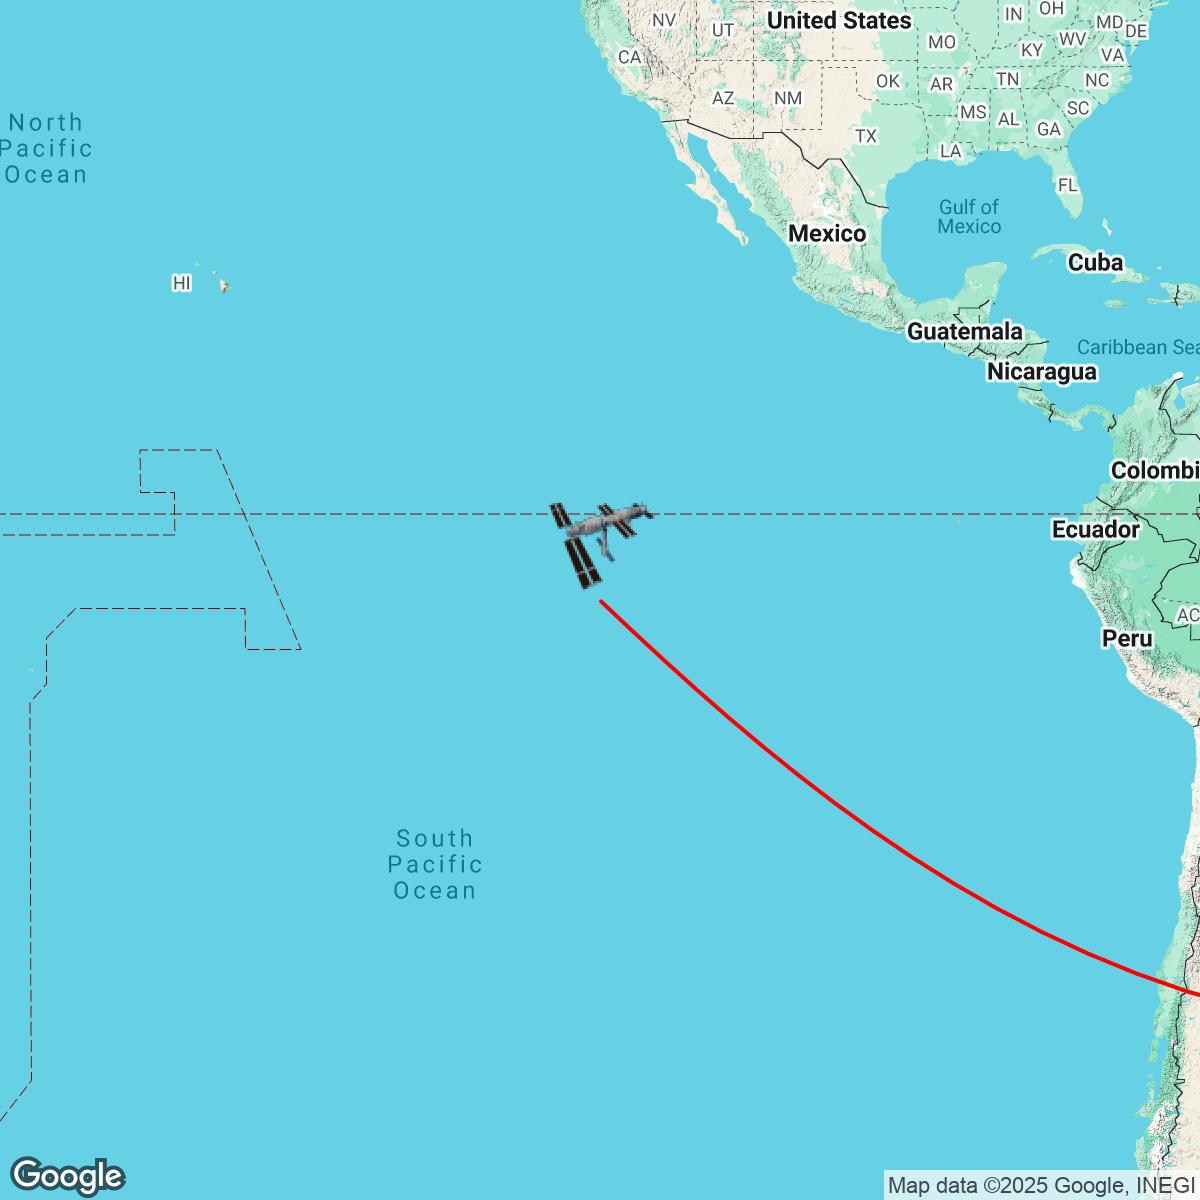 United States
NV
UT
CA
AZ
NM
OK
TX
MO
AR
LA
IN
OH
KY
WV
MD
DE
VA
TN
NC
MS
AL
GA
SC
FL
North
Pacific
Ocean
HI
Mexico
Gulf of
Mexico
Cuba
Guatemala
Caribbean Sea
Nicaragua
Colombi
Ecuador
AC
Peru
South
Pacific
Ocean
Google
Map data ©2025 Google, INEGI